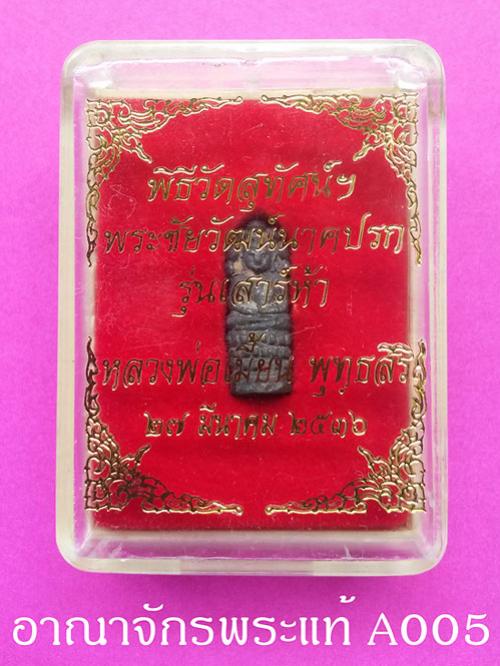 พิธีวัดสุทัศน์ฯ
พระชัยวัฒน์นาคปรก
รุ่นเสาร์ห้า
หลวงพ่อเมี้ยน พุทธสิริ
๒๗ มีนาคม ๒๕๓๖
อาณาจักรพระแท้ A005